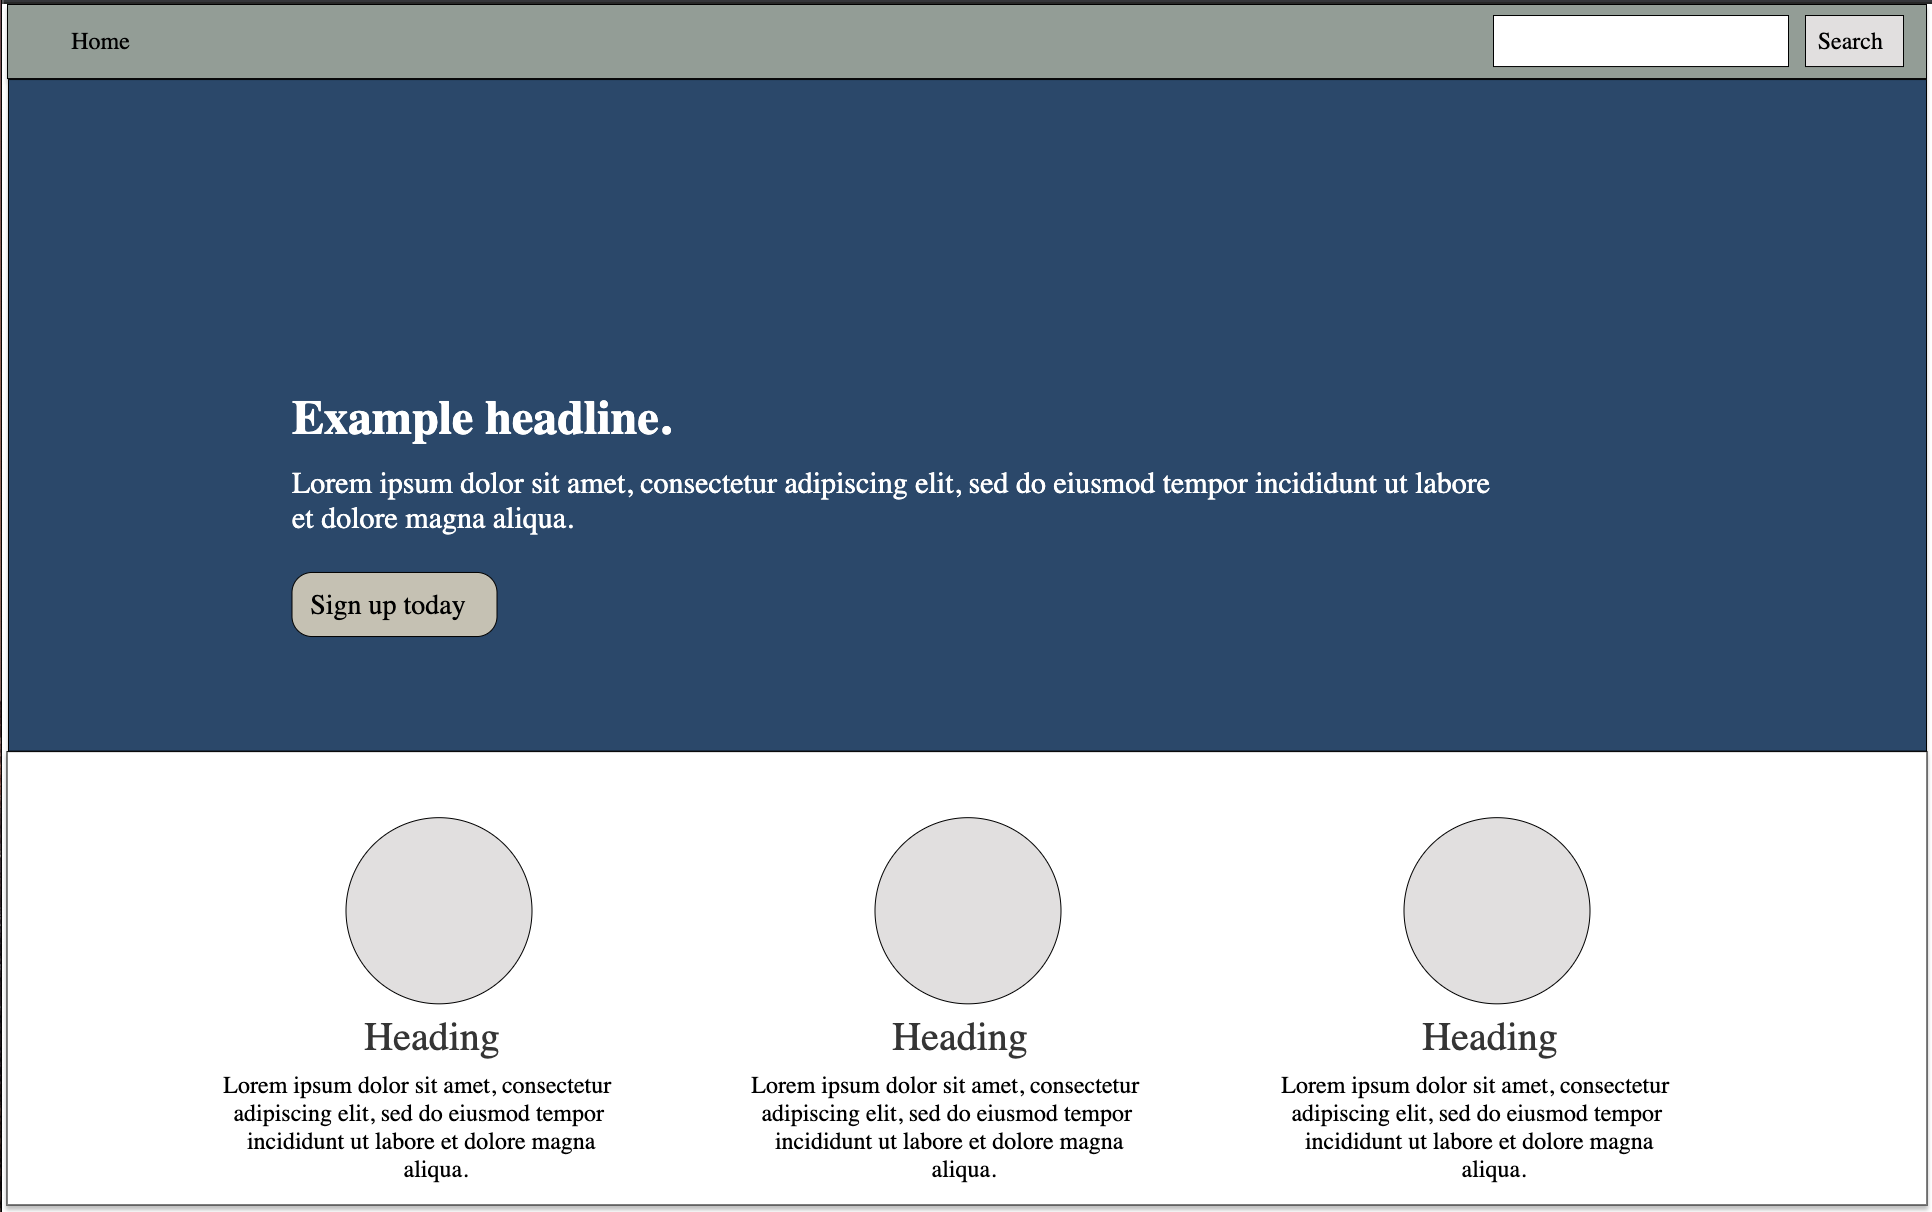 Home
Search
Example headline.
Lorem ipsum dolor sit amet, consectetur adipiscing elit, sed do eiusmod tempor incididunt ut labore
et dolore magna aliqua.
Sign up today
Heading
Lorem ipsum dolor sit amet, consectetur
adipiscing elit, sed do eiusmod tempor
incididunt ut labore et dolore magna
aliqua.
Heading
Lorem ipsum dolor sit amet, consectetur
adipiscing elit, sed do eiusmod tempor
incididunt ut labore et dolore magna
aliqua.
Heading
Lorem ipsum dolor sit amet, consectetur
adipiscing elit, sed do eiusmod tempor
incididunt ut labore et dolore magna
aliqua.